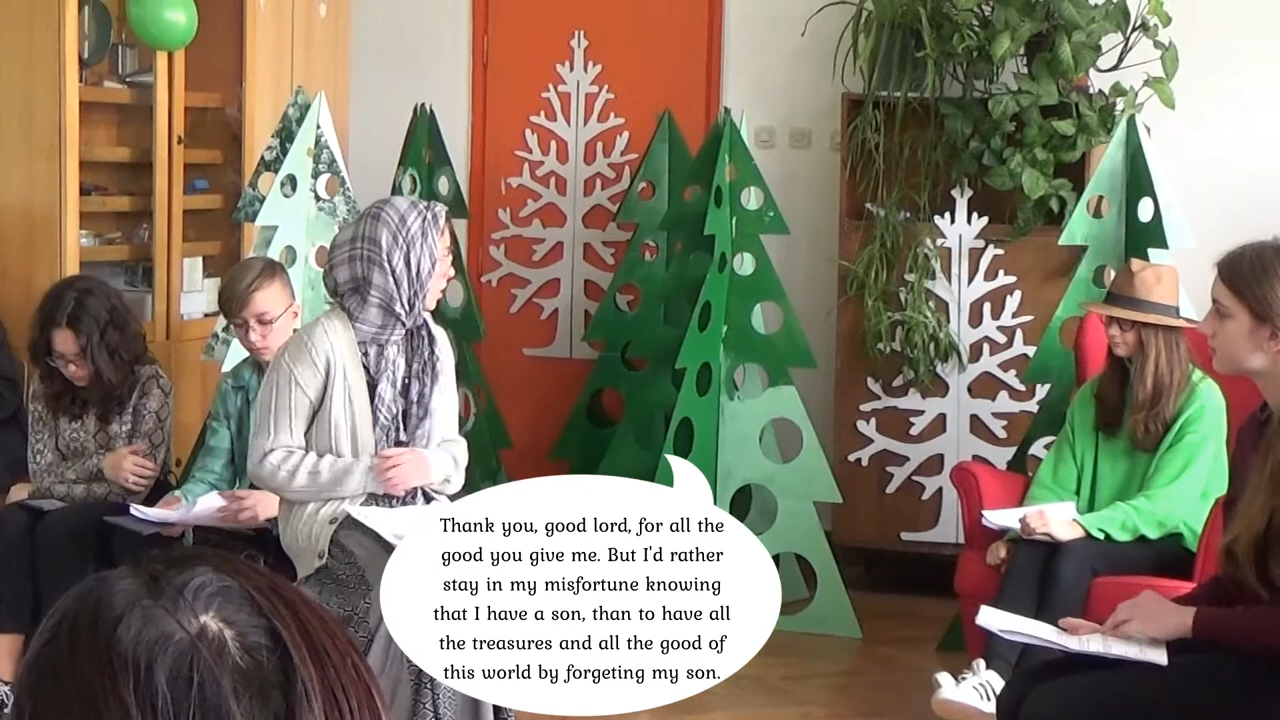 Thank you, good lord, for all the
good you give me. But I'd rather
stay in my misfortune knowing
that I have a son, than to have all
the treasures and all the good of
this world by forgeting my son.